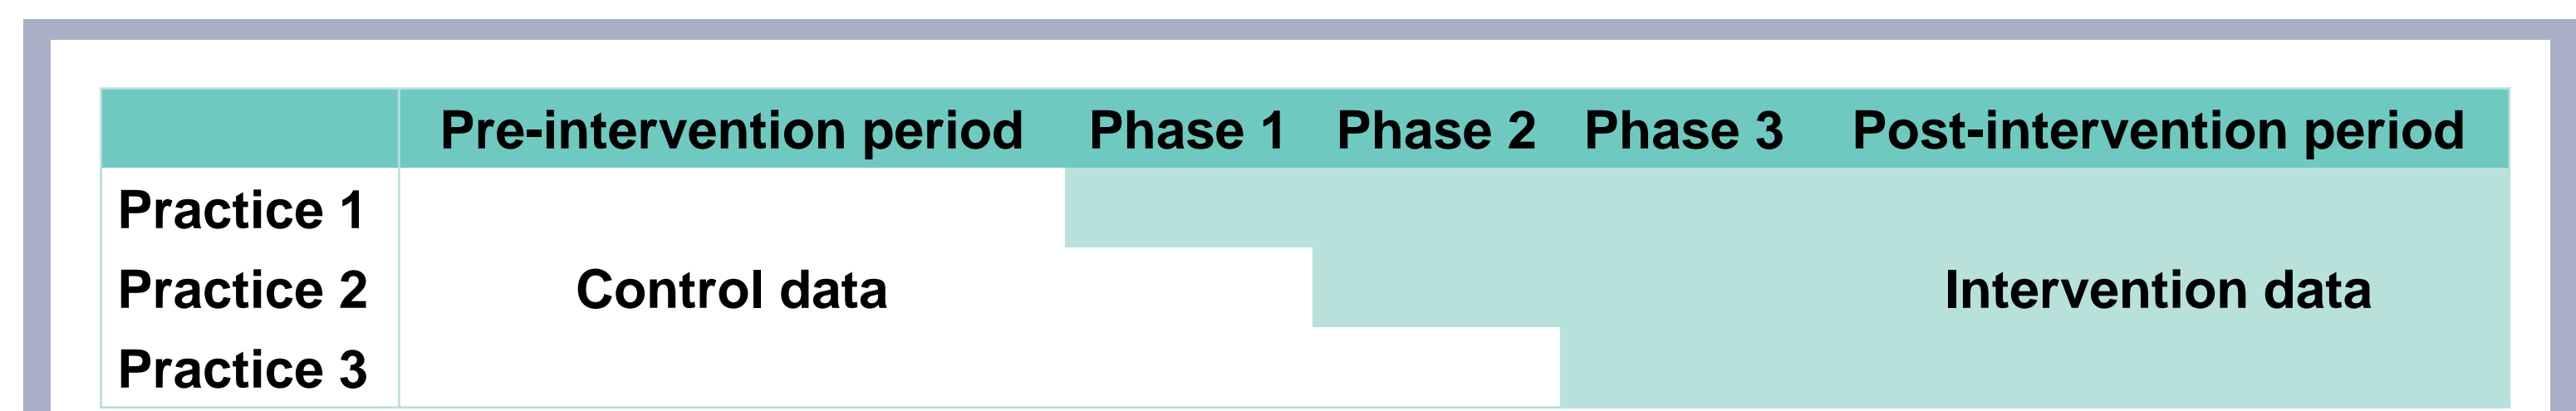 Pre-intervention period Phase 1 Phase 2 Phase 3 Post-intervention period
Practice 1
Practice 2 Control data Intervention data
Practice 3